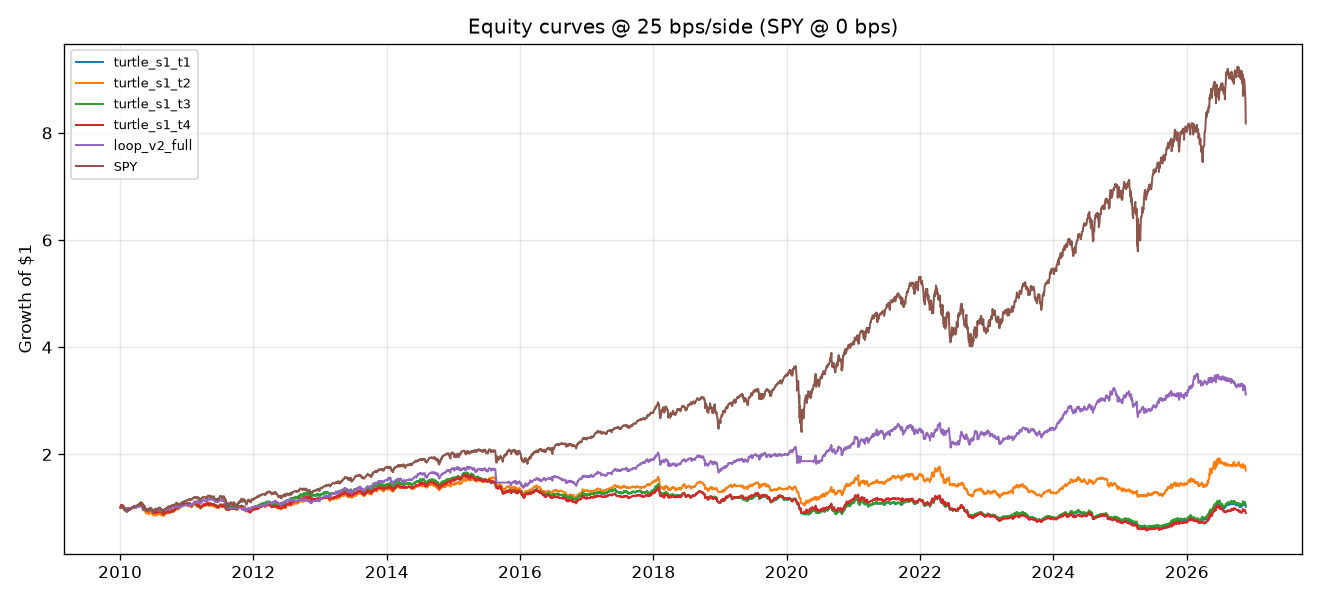 Equity curves @ 25 bps/side (SPY @ 0 bps)
turtle_s1_t1
turtle_s1_t2
turtle_s1_t3
turtle_s1_t4
loop_v2_full
SPY
Growth of $1
8
6
4
2
2010 2012 2014 2016 2018 2020 2022 2024 2026